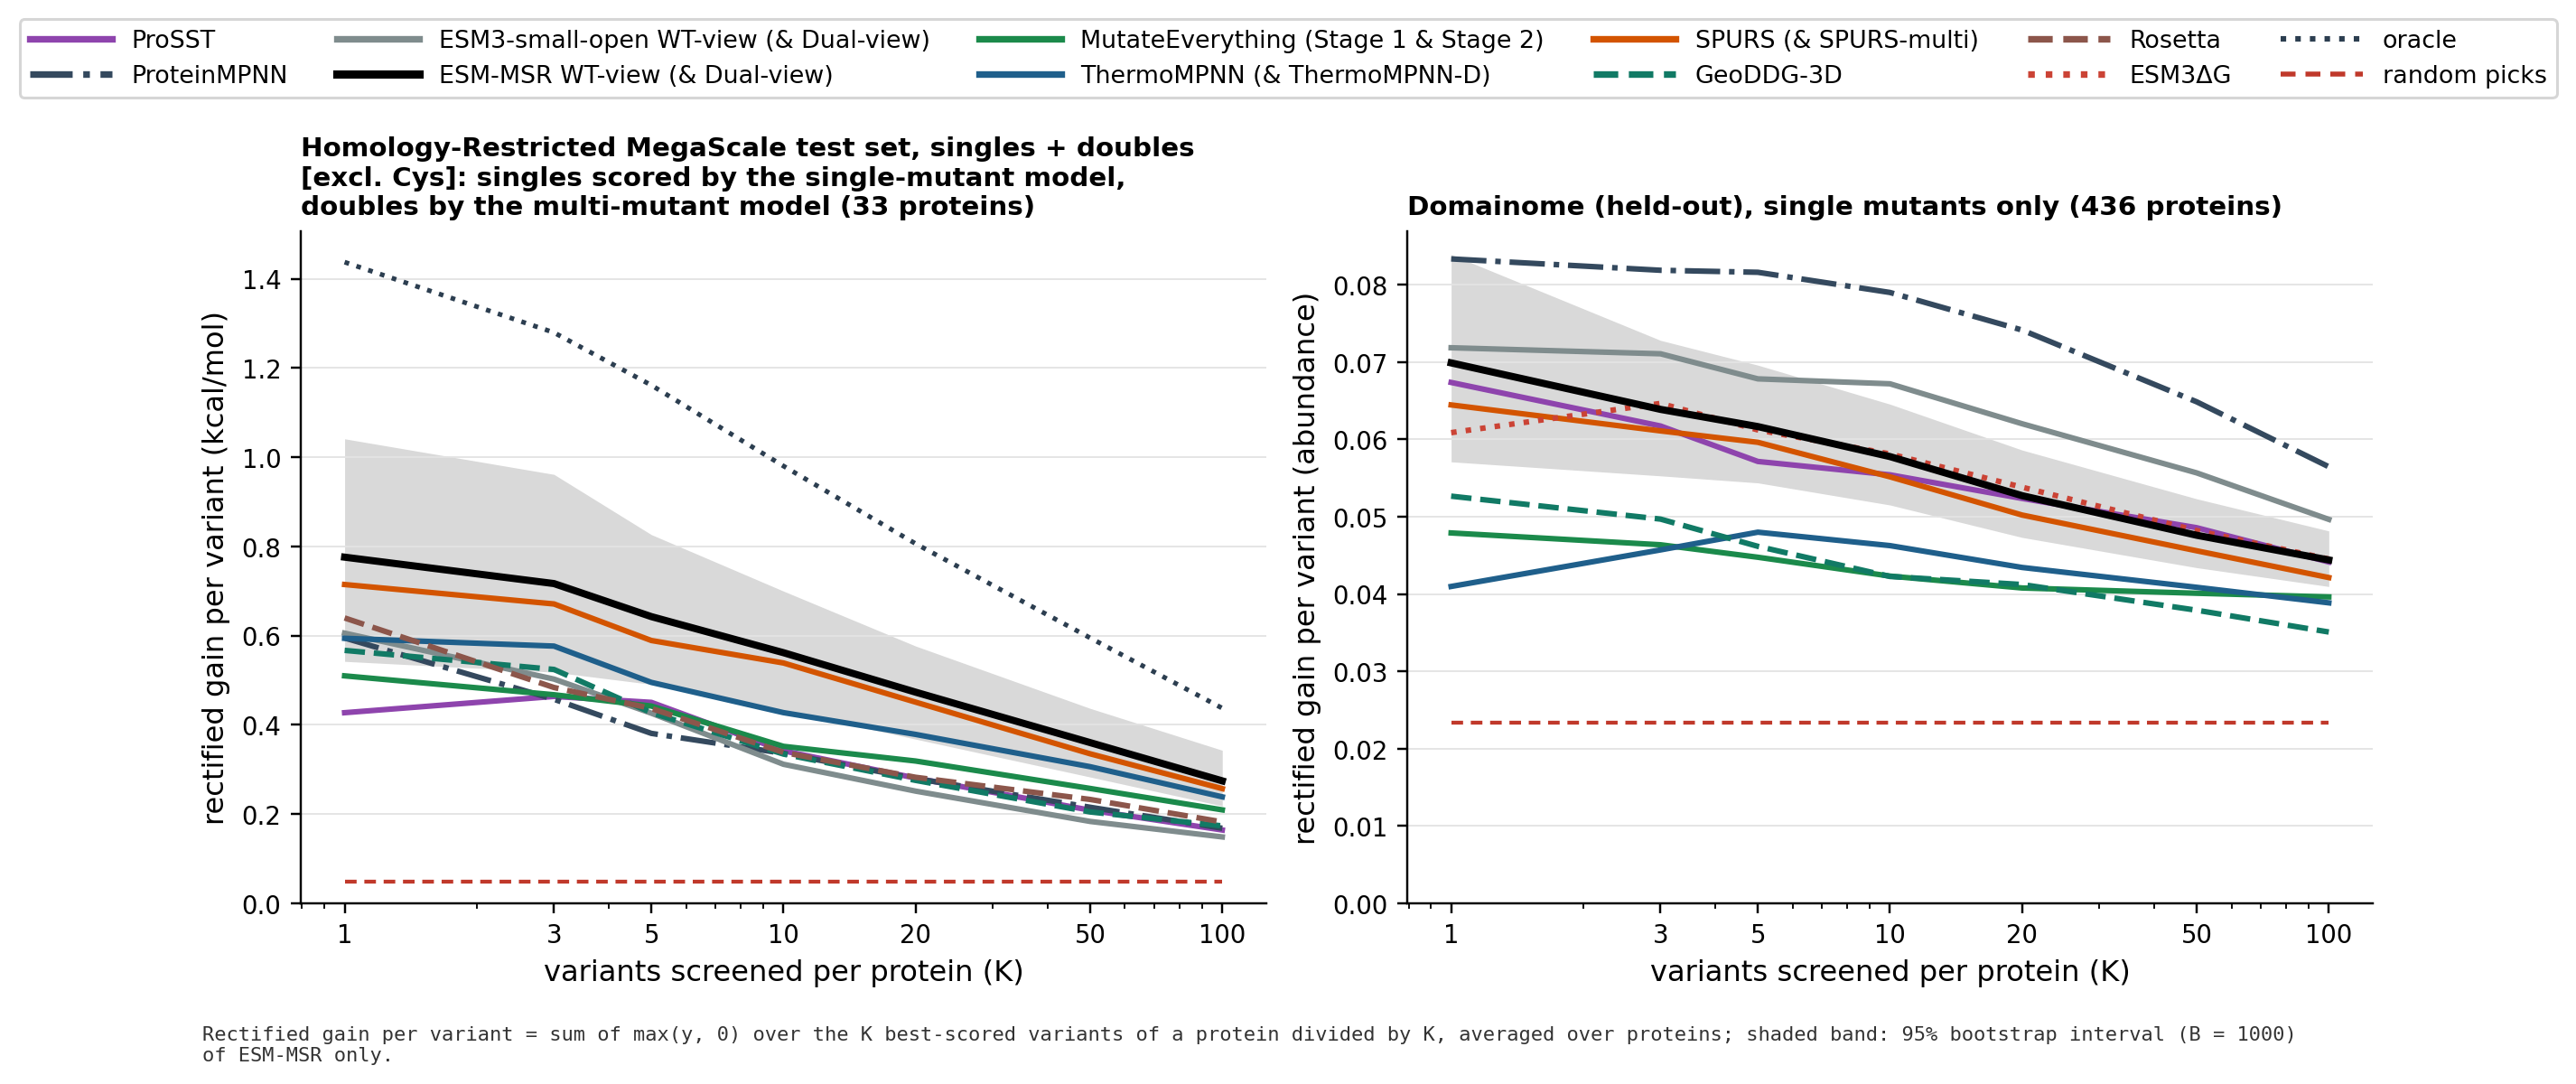 ProSST
ProteinMPNN
ESM3-small-open WT-view (& Dual-view)
ESM-MSR WT-view (& Dual-view)
MutateEverything (Stage 1 & Stage 2)
ThermoMPNN (& ThermoMPNN-D)
SPURS (& SPURS-multi)
GeoDDG-3D
Rosetta
ESM3ΔG
oracle
random picks
Homology-Restricted MegaScale test set, singles + doubles
[excl. Cys]: singles scored by the single-mutant model,
doubles by the multi-mutant model (33 proteins)
rectified gain per variant (kcal/mol)
1.4
1.2
1.0
0.8
0.6
0.4
0.2
0.0
1 3 5 10 20 50 100
variants screened per protein (K)
Domainome (held-out), single mutants only (436 proteins)
rectified gain per variant (abundance)
0.08
0.07
0.06
0.05
0.04
0.03
0.02
0.01
0.00
1 3 5 10 20 50 100
variants screened per protein (K)
Rectified gain per variant = sum of max(y, 0) over the K best-scored variants of a protein divided by K, averaged over proteins; shaded band: 95% bootstrap interval (B = 1000)
of ESM-MSR only.